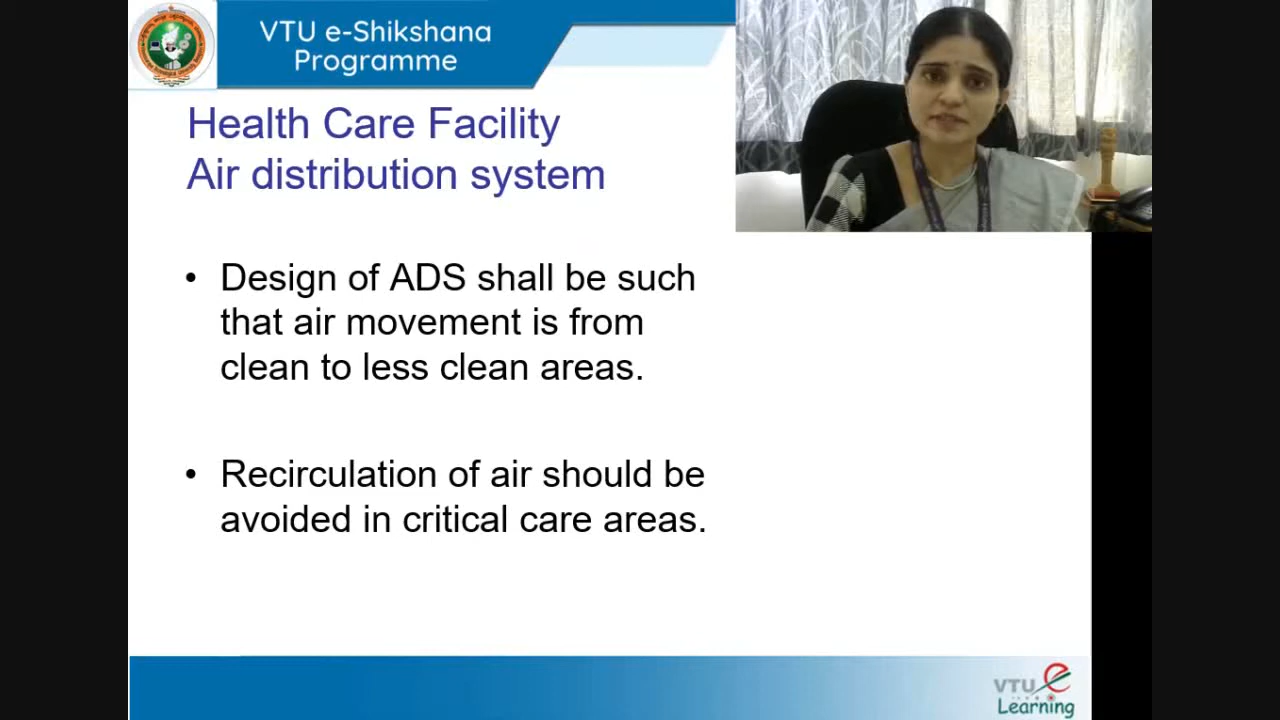 VTU e-Shikshana
Programme
Health Care Facility
Air distribution system
• Design of ADS shall be such
that air movement is from
clean to less clean areas.
• Recirculation of air should be
avoided in critical care areas.
VTU e
Learning